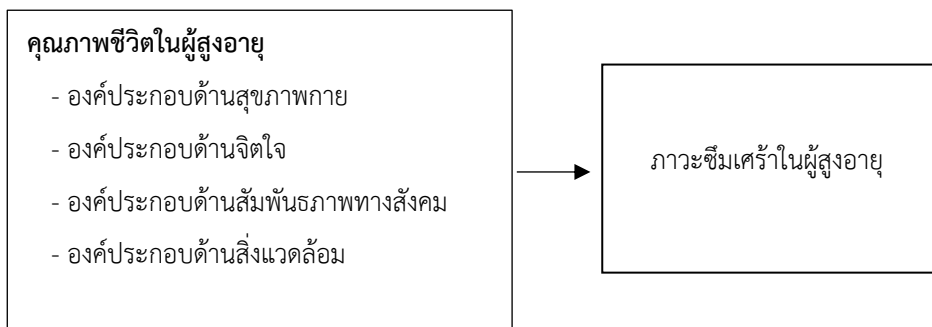 คุณภาพชีวิตในผู้สูงอายุ
- องค์ประกอบด้านสุขภาพกาย
- องค์ประกอบด้านจิตใจ
- องค์ประกอบด้านสัมพันธภาพทางสังคม
- องค์ประกอบด้านสิ่งแวดล้อม
ภาวะซึมเศร้าในผู้สูงอายุ